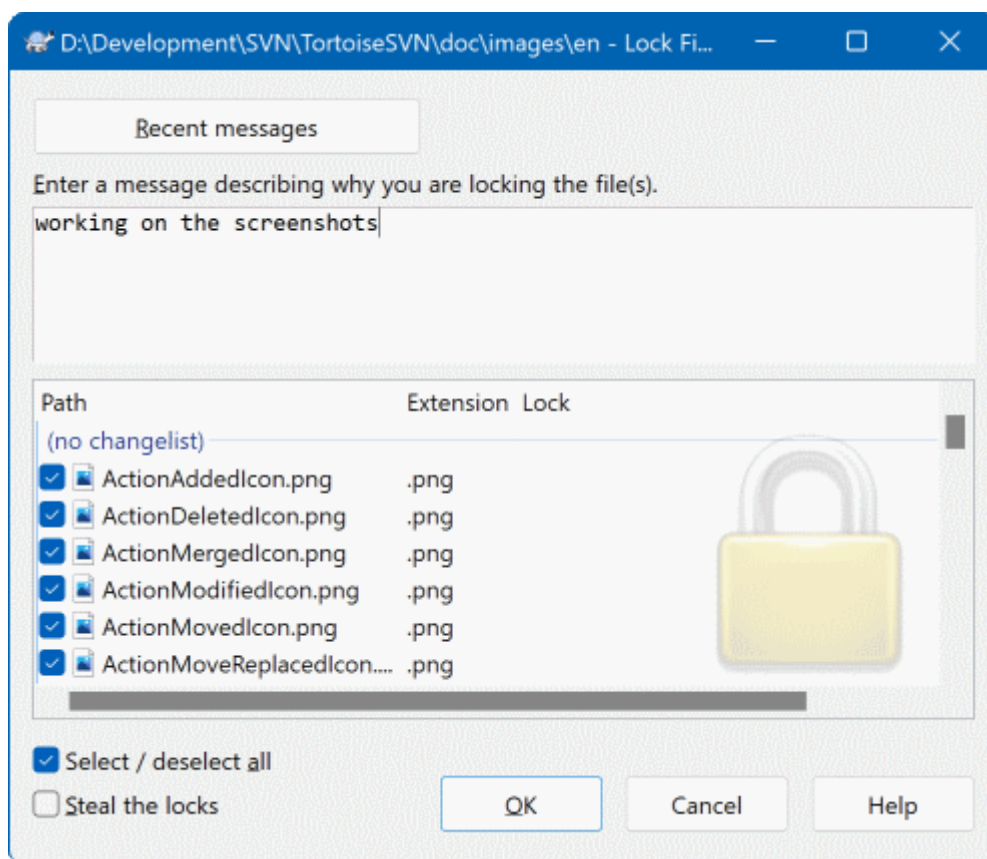 D:\Development\SVN\TortoiseSVN\doc\images\en - Lock Fi...
Recent messages
Enter a message describing why you are locking the file(s).
working on the screenshots
Path Extension Lock
(no changelist)
ActionAddedIcon.png .png
ActionDeletedIcon.png .png
ActionMergedIcon.png .png
ActionModifiedIcon.png .png
ActionMovedIcon.png .png
ActionMoveReplacedIcon.... .png
Select / deselect all
Steal the locks
OK Cancel Help